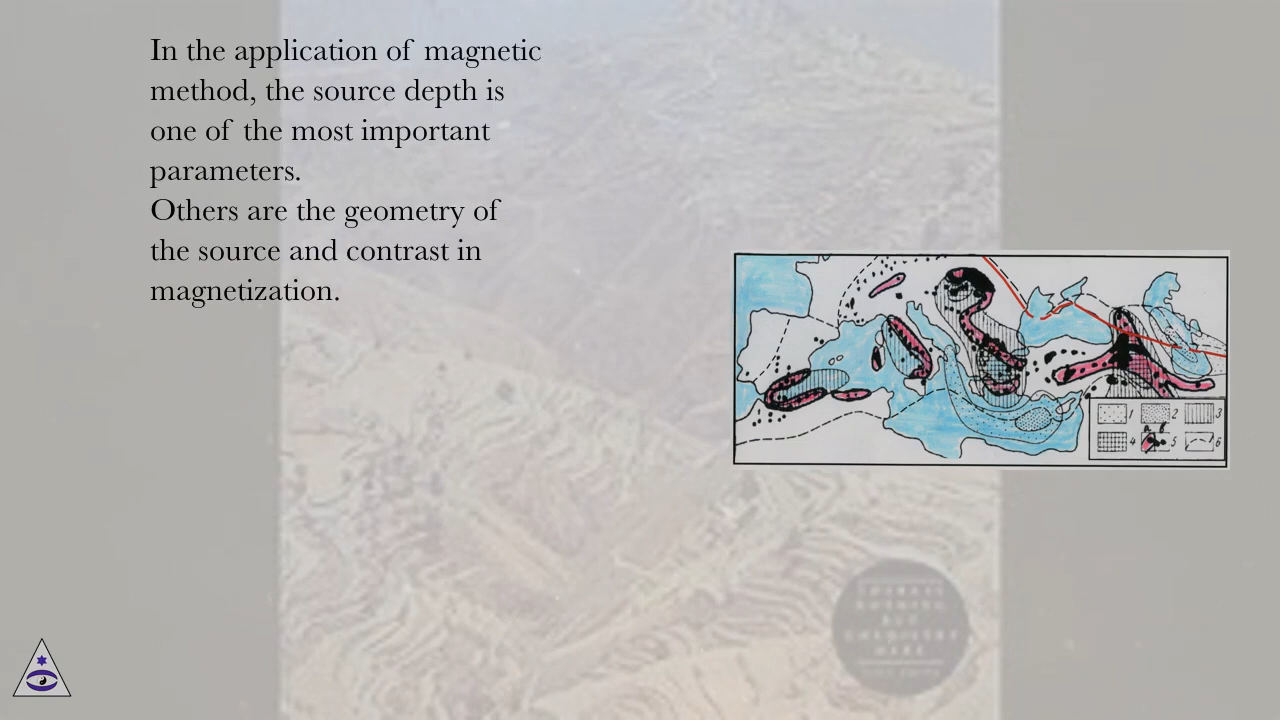 In the application of magnetic
method, the source depth is
one of the most important
parameters.
Others are the geometry of
the source and contrast in
magnetization.
1 2 3
4 5 6